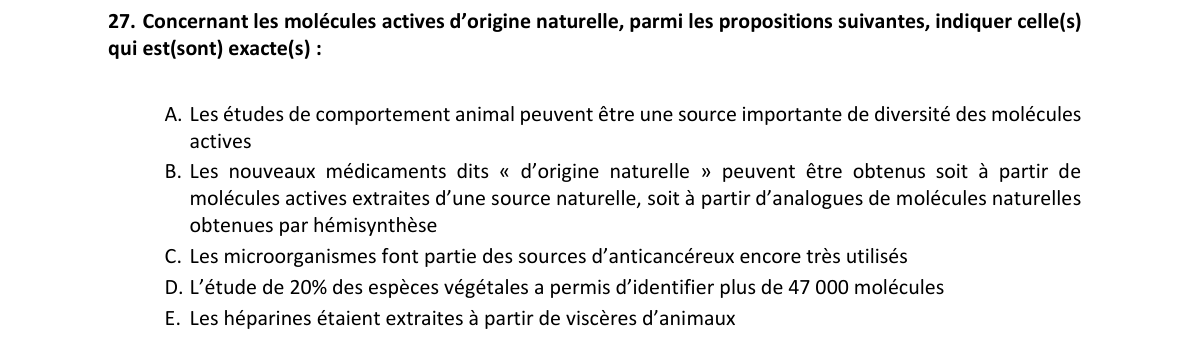 27. Concernant les molécules actives d’origine naturelle, parmi les propositions suivantes, indiquer celle(s)
qui est(sont) exacte(s) :
A. Les études de comportement animal peuvent être une source importante de diversité des molécules
actives
B. Les nouveaux médicaments dits « d’origine naturelle » peuvent être obtenus soit à partir de
molécules actives extraites d’une source naturelle, soit à partir d’analogues de molécules naturelles
obtenues par hémisynthèse
C. Les microorganismes font partie des sources d’anticancéreux encore très utilisés
D. L’étude de 20% des espèces végétales a permis d’identifier plus de 47 000 molécules
E. Les héparines étaient extraites à partir de viscères d’animaux